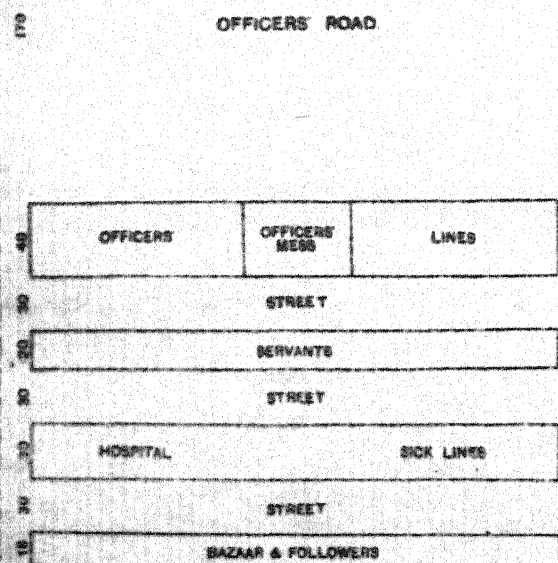 170
OFFICERS' ROAD
40
OFFICERS'
OFFICERS'
MESS
LINES
30
STREET
20
SERVANTS
30
STREET
HOSPITAL
SICK LINES
30
STREET
15
BAZAAR & FOLLOWERS